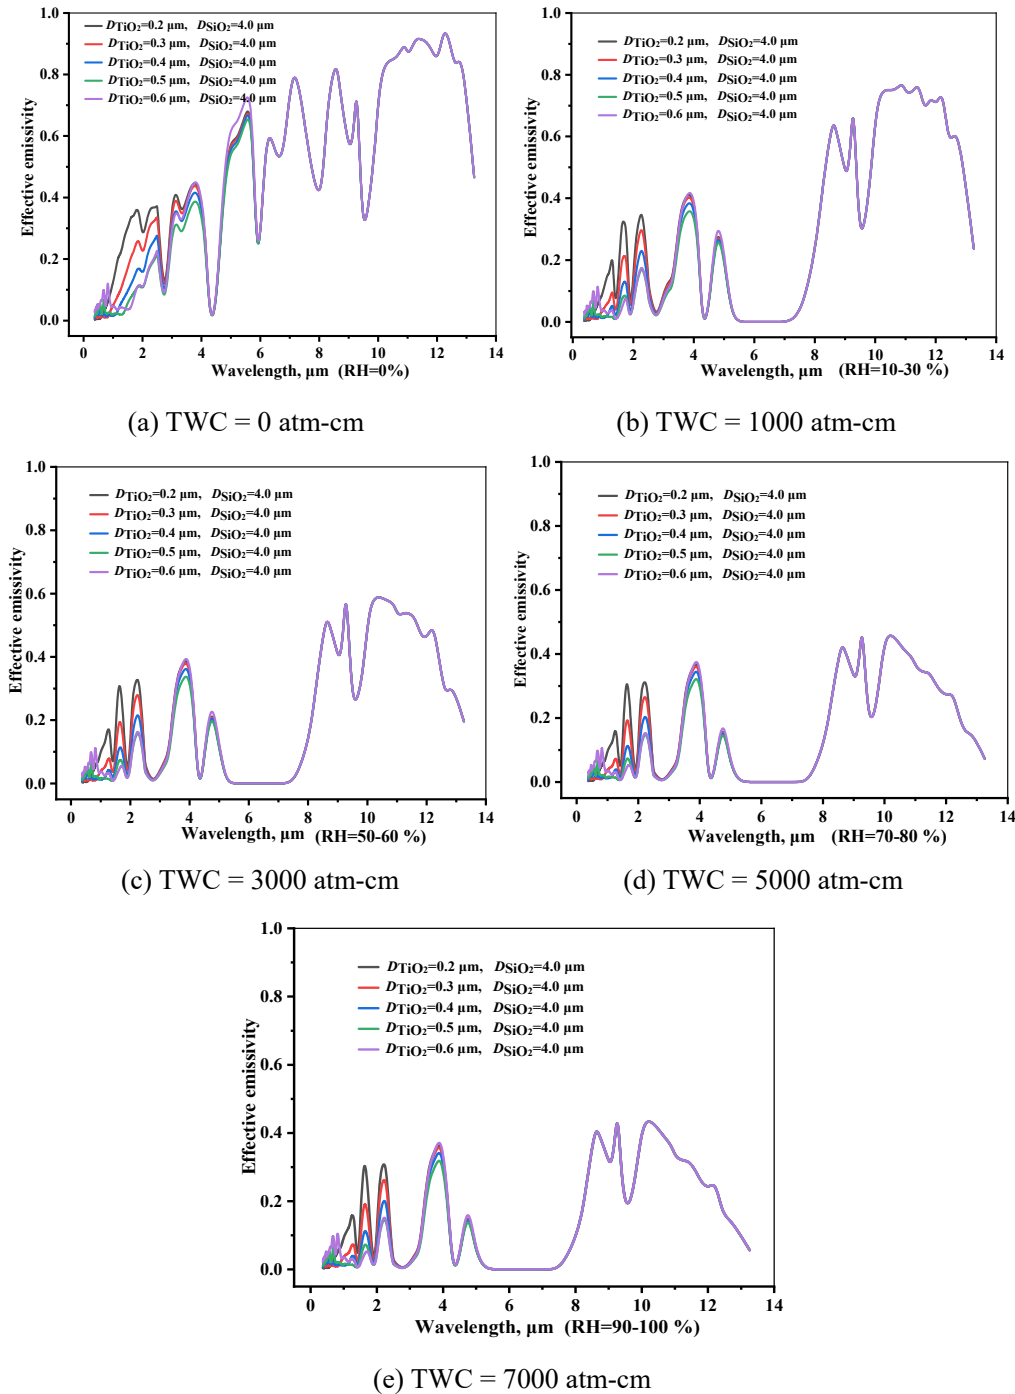 Effective emissivity
1.0
0.8
0.6
0.4
0.2
0.0
DTiO₂=0.2 μm, DSiO₂=4.0 μm
DTiO₂=0.3 μm, DSiO₂=4.0 μm
DTiO₂=0.4 μm, DSiO₂=4.0 μm
DTiO₂=0.5 μm, DSiO₂=4.0 μm
DTiO₂=0.6 μm, DSiO₂=4.0 μm
0 2 4 6 8 10 12 14
Wavelength, μm (RH=0%)
(a) TWC = 0 atm-cm
Effective emissivity
1.0
0.8
0.6
0.4
0.2
0.0
DTiO₂=0.2 μm, DSiO₂=4.0 μm
DTiO₂=0.3 μm, DSiO₂=4.0 μm
DTiO₂=0.4 μm, DSiO₂=4.0 μm
DTiO₂=0.5 μm, DSiO₂=4.0 μm
DTiO₂=0.6 μm, DSiO₂=4.0 μm
0 2 4 6 8 10 12 14
Wavelength, μm (RH=10-30 %)
(b) TWC = 1000 atm-cm
Effective emissivity
1.0
0.8
0.6
0.4
0.2
0.0
DTiO₂=0.2 μm, DSiO₂=4.0 μm
DTiO₂=0.3 μm, DSiO₂=4.0 μm
DTiO₂=0.4 μm, DSiO₂=4.0 μm
DTiO₂=0.5 μm, DSiO₂=4.0 μm
DTiO₂=0.6 μm, DSiO₂=4.0 μm
0 2 4 6 8 10 12 14
Wavelength, μm (RH=50-60 %)
(c) TWC = 3000 atm-cm
Effective emissivity
1.0
0.8
0.6
0.4
0.2
0.0
DTiO₂=0.2 μm, DSiO₂=4.0 μm
DTiO₂=0.3 μm, DSiO₂=4.0 μm
DTiO₂=0.4 μm, DSiO₂=4.0 μm
DTiO₂=0.5 μm, DSiO₂=4.0 μm
DTiO₂=0.6 μm, DSiO₂=4.0 μm
0 2 4 6 8 10 12 14
Wavelength, μm (RH=70-80 %)
(d) TWC = 5000 atm-cm
Effective emissivity
1.0
0.8
0.6
0.4
0.2
0.0
DTiO₂=0.2 μm, DSiO₂=4.0 μm
DTiO₂=0.3 μm, DSiO₂=4.0 μm
DTiO₂=0.4 μm, DSiO₂=4.0 μm
DTiO₂=0.5 μm, DSiO₂=4.0 μm
DTiO₂=0.6 μm, DSiO₂=4.0 μm
0 2 4 6 8 10 12 14
Wavelength, μm (RH=90-100 %)
(e) TWC = 7000 atm-cm